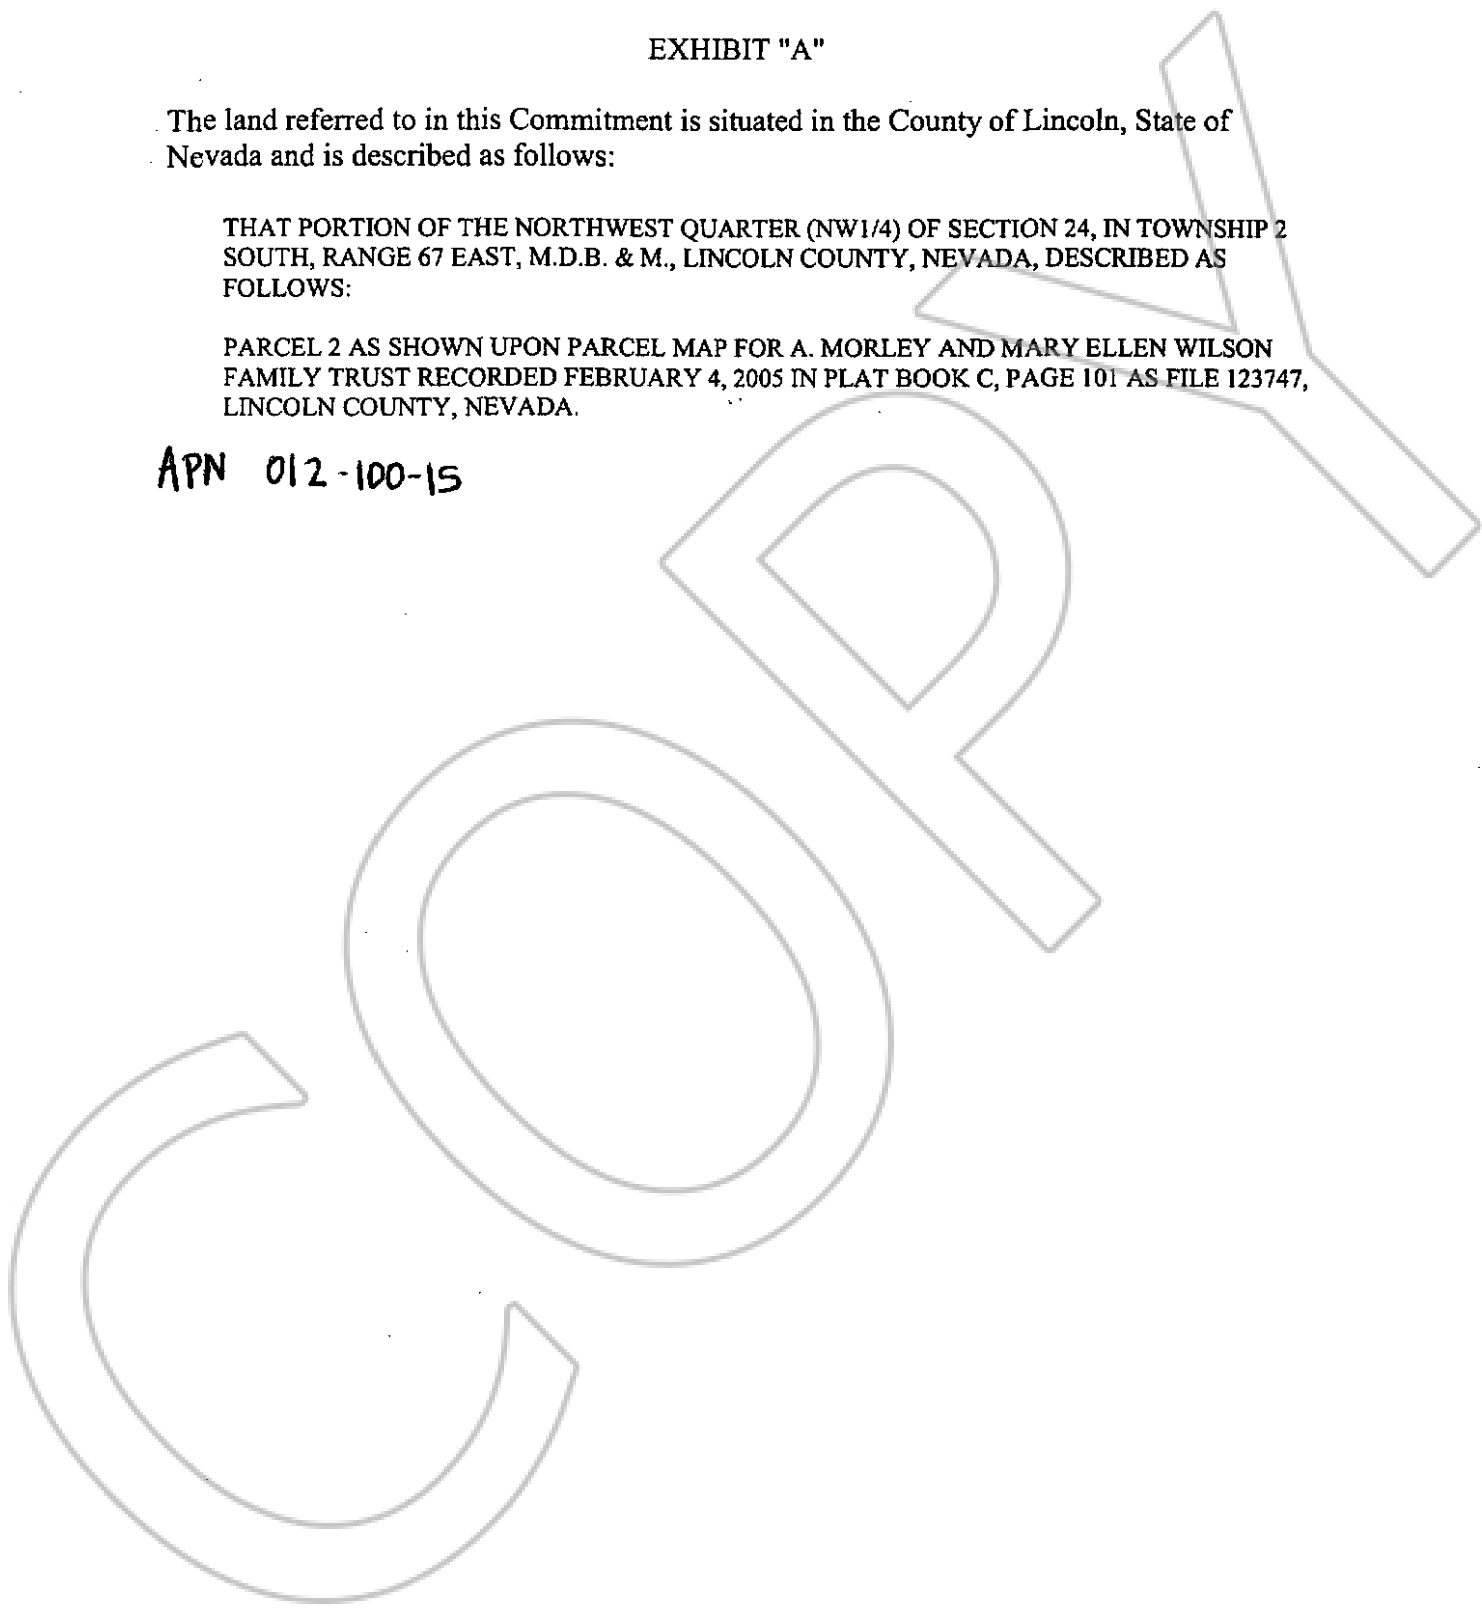 EXHIBIT "A"
The land referred to in this Commitment is situated in the County of Lincoln, State of
Nevada and is described as follows:
THAT PORTION OF THE NORTHWEST QUARTER (NW1/4) OF SECTION 24, IN TOWNSHIP 2
SOUTH, RANGE 67 EAST, M.D.B. & M., LINCOLN COUNTY, NEVADA, DESCRIBED AS
FOLLOWS:
PARCEL 2 AS SHOWN UPON PARCEL MAP FOR A. MORLEY AND MARY ELLEN WILSON
FAMILY TRUST RECORDED FEBRUARY 4, 2005 IN PLAT BOOK C, PAGE 101 AS FILE 123747,
LINCOLN COUNTY, NEVADA.
APN 012-100-15
COPY